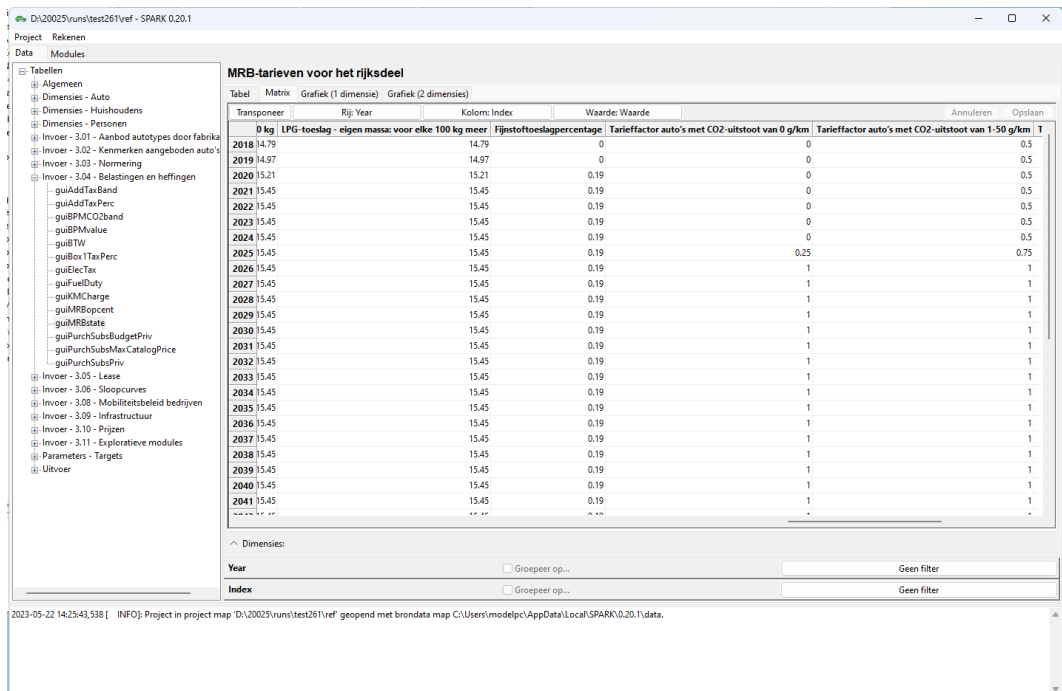 D:\20025\runs\test261\ref - SPARK 0.20.1
Project Rekenen
Data Modules
Tabellen
Algemeen
Dimensies - Auto
Dimensies - Huishoudens
Dimensies - Personen
Invoer - 3.01 - Aanbod autotypes door fabrika
Invoer - 3.02 - Kenmerken aangeboden auto's
Invoer - 3.03 - Normering
Invoer - 3.04 - Belastingen en heffingen
guiAddTaxBand
guiAddTaxPerc
guiBPMCO2band
guiBPMvalue
guiBTW
guiBox1TaxPerc
guiElecTax
guiFuelDuty
guiKMCharge
guiMRBopcent
guiMRBstate
guiPurchSubsBudgetPriv
guiPurchSubsMaxCatalogPrice
guiPurchSubsPriv
Invoer - 3.05 - Lease
Invoer - 3.06 - Sloopcurves
Invoer - 3.08 - Mobiliteitsbeleid bedrijven
Invoer - 3.09 - Infrastructuur
Invoer - 3.10 - Prijzen
Invoer - 3.11 - Exploratieve modules
Parameters - Targets
Uitvoer
MRB-tarieven voor het rijksdeel
Tabel Matrix Grafiek (1 dimensie) Grafiek (2 dimensies)
Transponeer Rij: Year Kolom: Index Waarde: Waarde Annuleren Opslaan
0 kg LPG-toeslag - eigen massa: voor elke 100 kg meer Fijnstoftoeslagpercentage Tarieffactor auto's met CO2-uitstoot van 0 g/km Tarieffactor auto's met CO2-uitstoot van 1-50 g/km T
2018 14.79 14.79 0 0 0.5
2019 14.97 14.97 0 0 0.5
2020 15.21 15.21 0.19 0 0.5
2021 15.45 15.45 0.19 0 0.5
2022 15.45 15.45 0.19 0 0.5
2023 15.45 15.45 0.19 0 0.5
2024 15.45 15.45 0.19 0 0.5
2025 15.45 15.45 0.19 0.25 0.75
2026 15.45 15.45 0.19 1 1
2027 15.45 15.45 0.19 1 1
2028 15.45 15.45 0.19 1 1
2029 15.45 15.45 0.19 1 1
2030 15.45 15.45 0.19 1 1
2031 15.45 15.45 0.19 1 1
2032 15.45 15.45 0.19 1 1
2033 15.45 15.45 0.19 1 1
2034 15.45 15.45 0.19 1 1
2035 15.45 15.45 0.19 1 1
2036 15.45 15.45 0.19 1 1
2037 15.45 15.45 0.19 1 1
2038 15.45 15.45 0.19 1 1
2039 15.45 15.45 0.19 1 1
2040 15.45 15.45 0.19 1 1
2041 15.45 15.45 0.19 1 1
Dimensies:
Year Groepeer op... Geen filter
Index Groepeer op... Geen filter
2023-05-22 14:25:43,538 [ INFO]: Project in project map 'D:\20025\runs\test261\ref' geopend met brondata map C:\Users\modelpc\AppData\Local\SPARK\0.20.1\data.